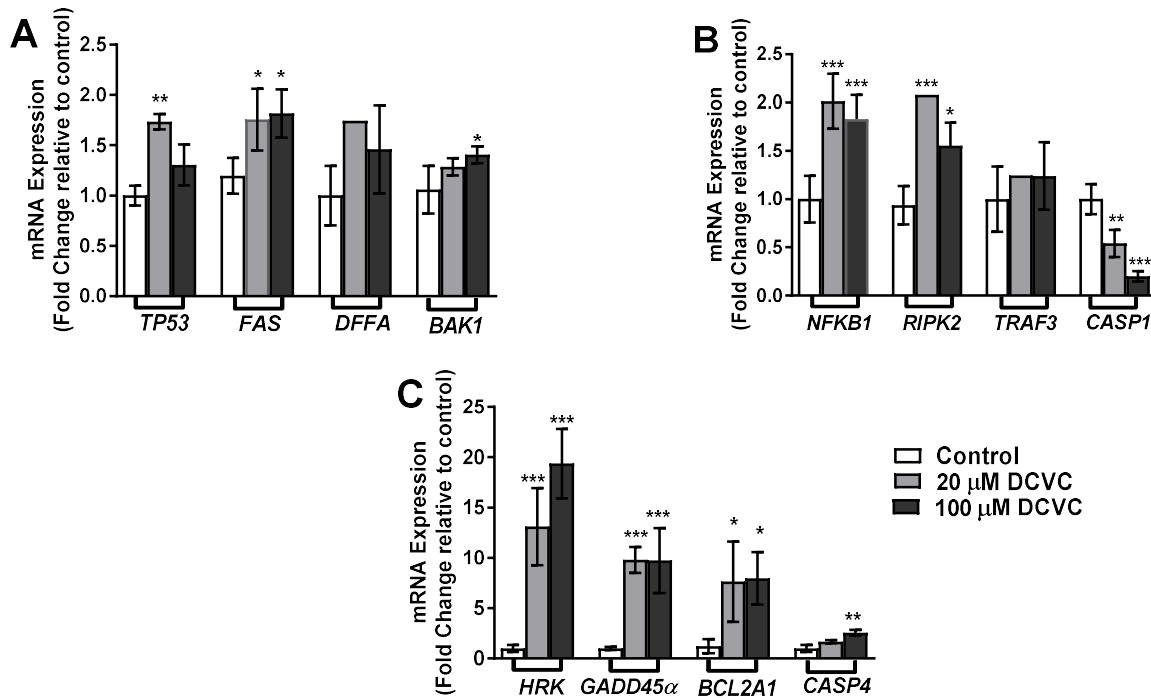 A
mRNA Expression
(Fold Change relative to control)
2.5
2.0
1.5
1.0
0.5
0.0
** * * *
TP53 FAS DFFA BAK1
B
mRNA Expression
(Fold Change relative to control)
2.5
2.0
1.5
1.0
0.5
0.0
*** *** *** * ** ***
NFKB1 RIPK2 TRAF3 CASP1
C
mRNA Expression
(Fold Change relative to control)
25
20
15
10
5
0
*** *** *** *** * * **
HRK GADD45α BCL2A1 CASP4
Control
20 μM DCVC
100 μM DCVC